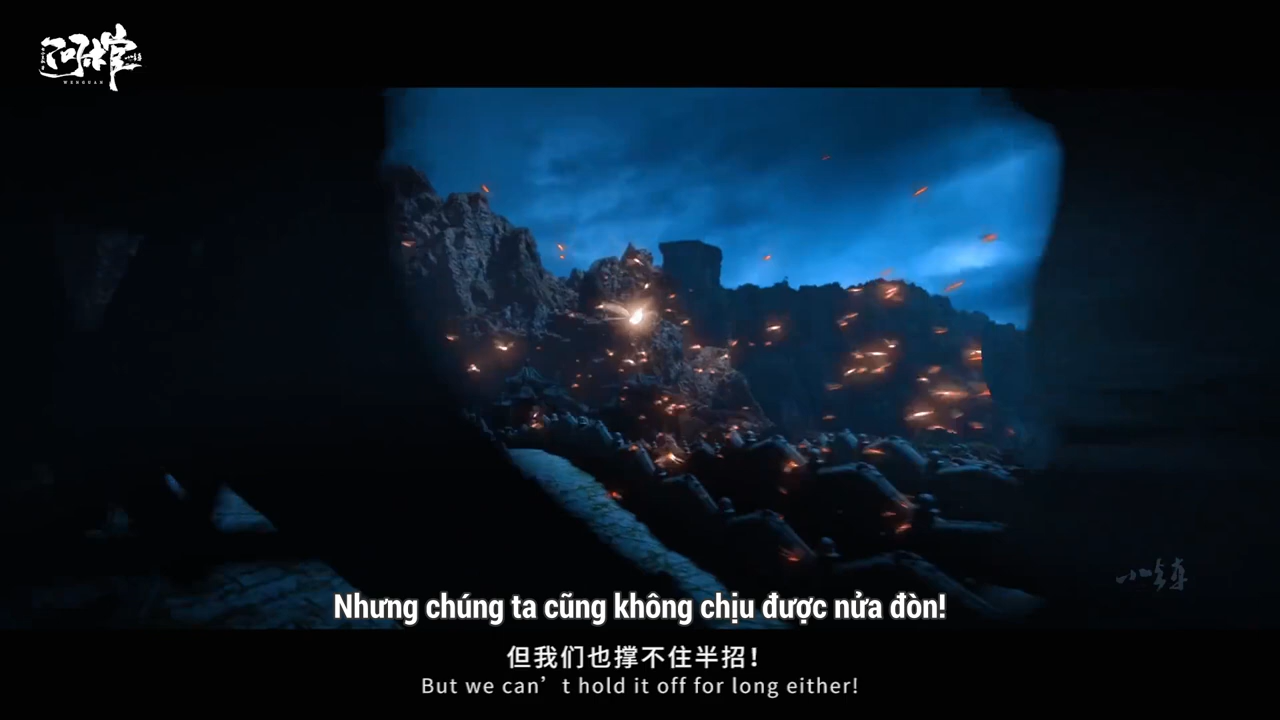 WENGUAN
Nhưng chúng ta cũng không chịu được nửa đòn!
但我们也撑不住半招！
But we can't hold it off for long either!